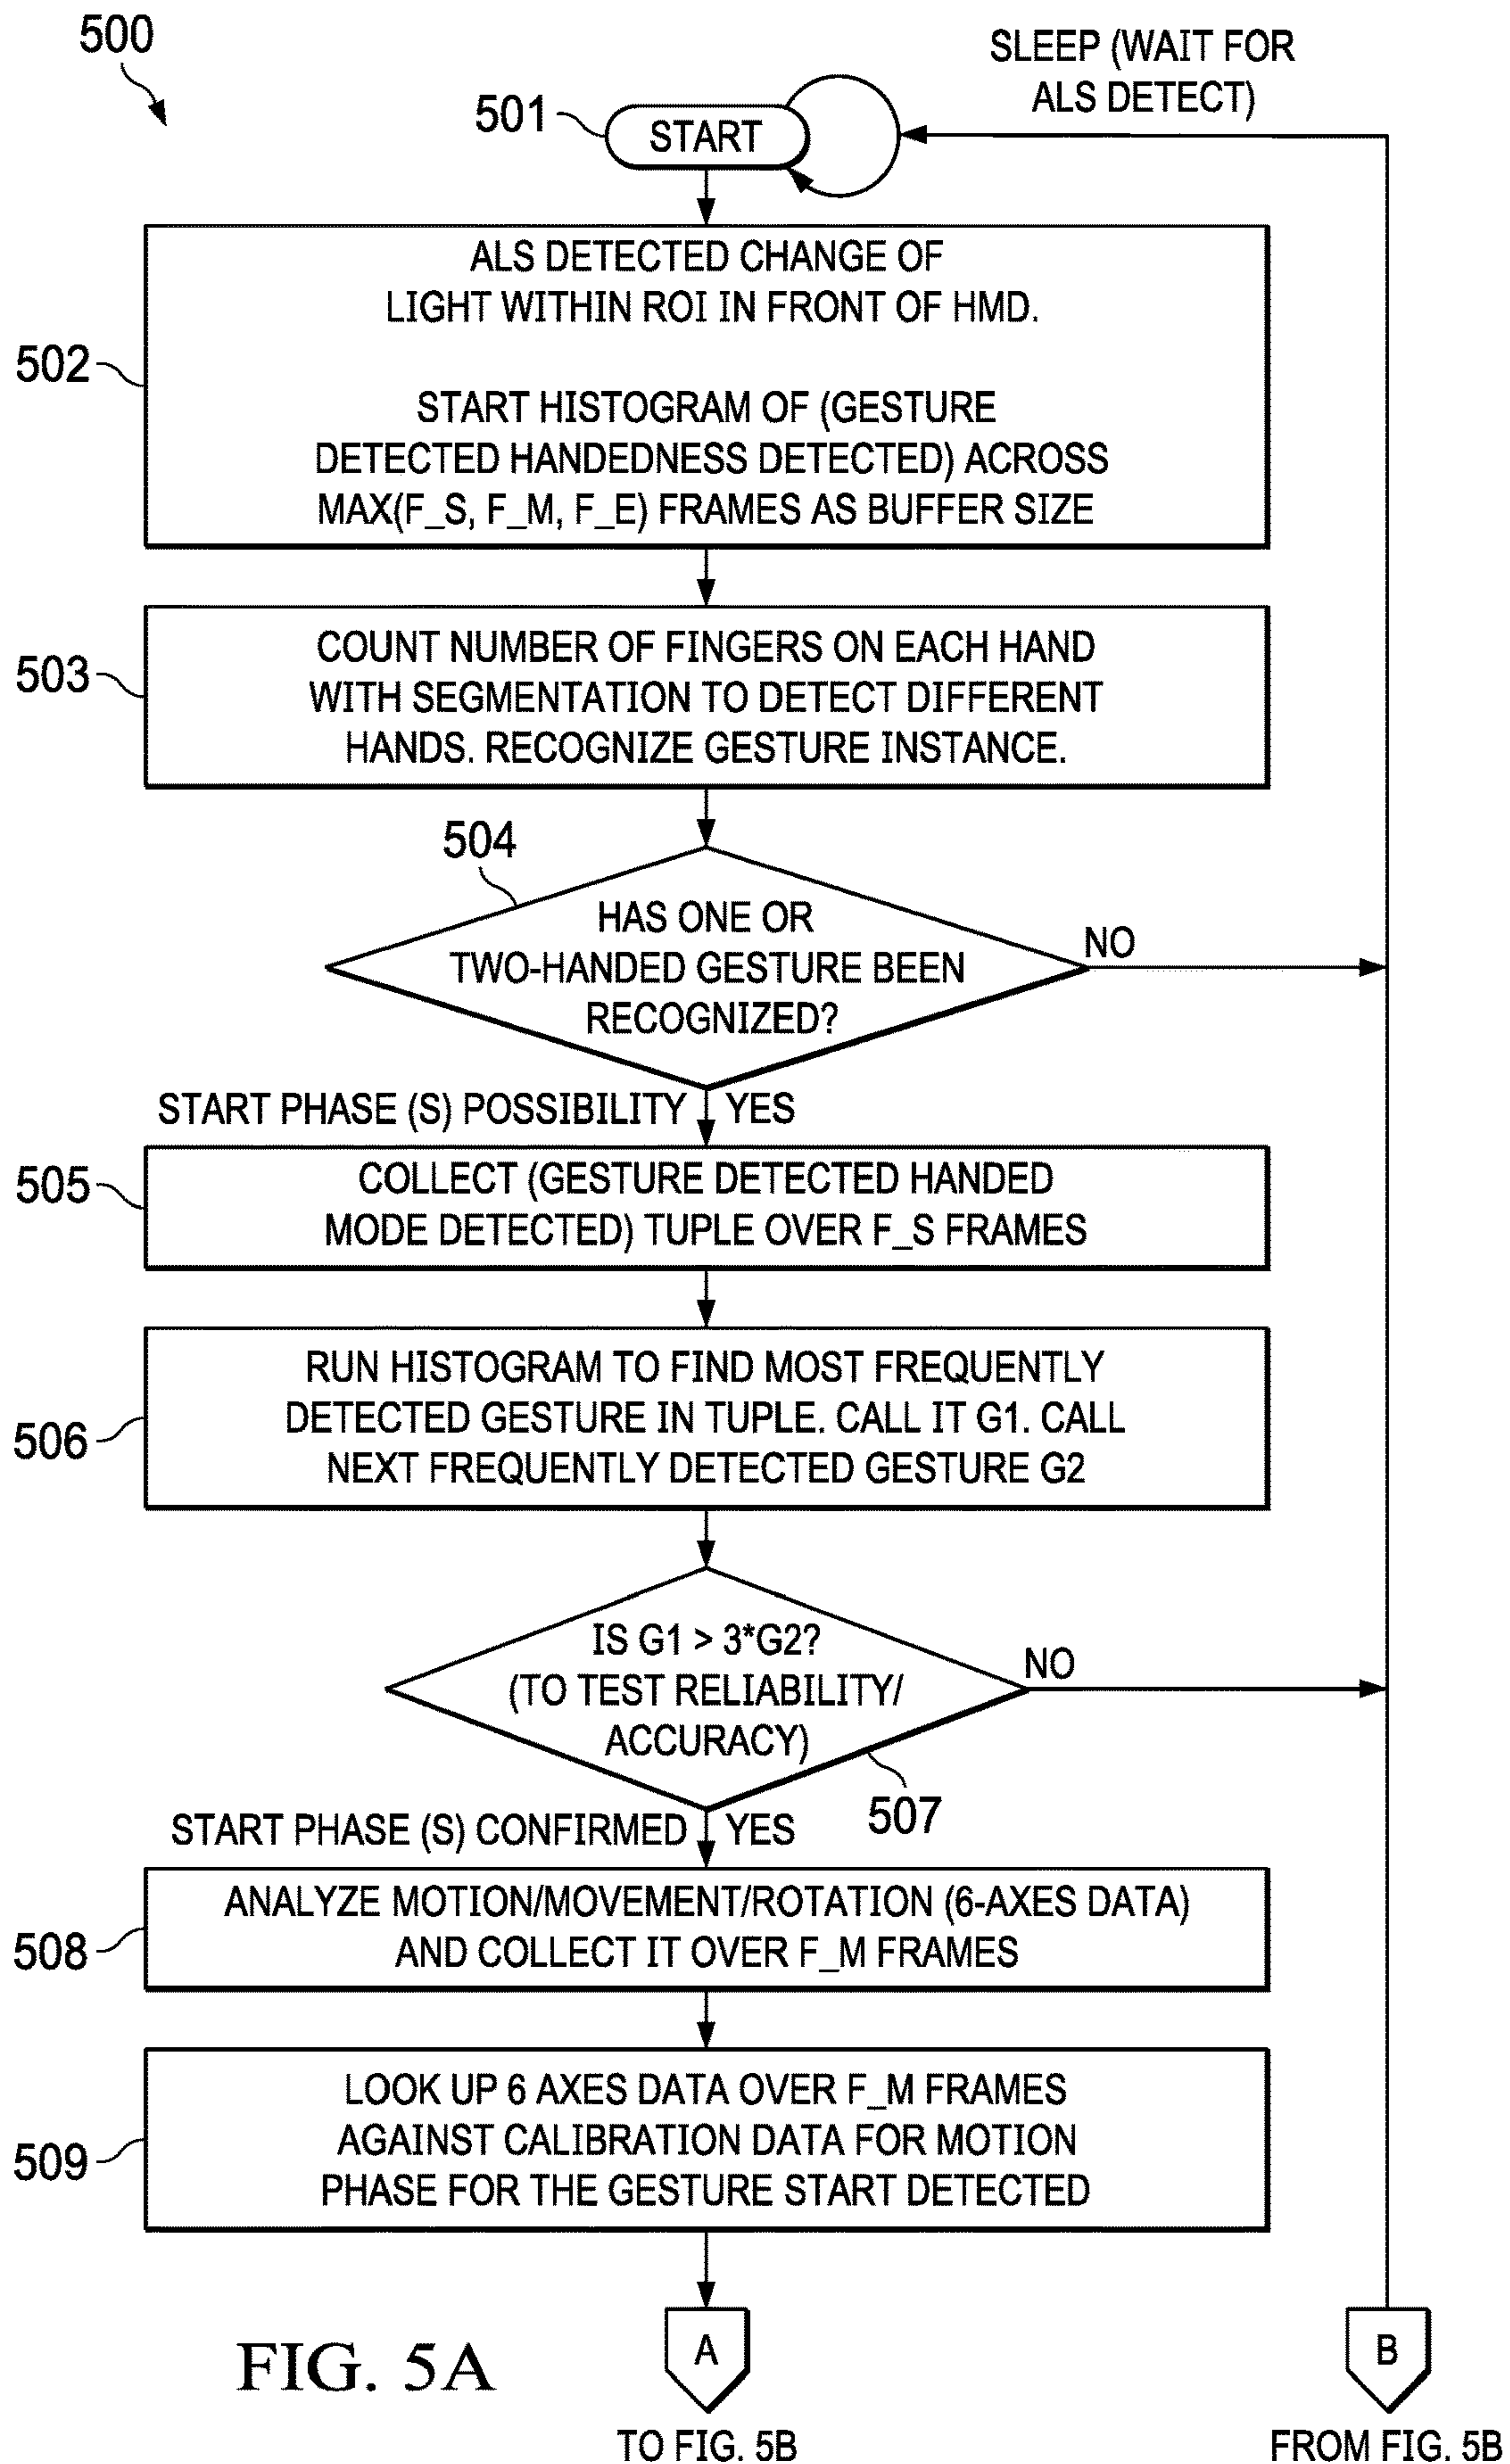 500
SLEEP (WAIT FOR
ALS DETECT)
501
START
502
ALS DETECTED CHANGE OF
LIGHT WITHIN ROI IN FRONT OF HMD.
START HISTOGRAM OF (GESTURE
DETECTED HANDEDNESS DETECTED) ACROSS
MAX(F_S, F_M, F_E) FRAMES AS BUFFER SIZE
503
COUNT NUMBER OF FINGERS ON EACH HAND
WITH SEGMENTATION TO DETECT DIFFERENT
HANDS. RECOGNIZE GESTURE INSTANCE.
504
HAS ONE OR
TWO-HANDED GESTURE BEEN
RECOGNIZED?
NO
START PHASE (S) POSSIBILITY
YES
505
COLLECT (GESTURE DETECTED HANDED
MODE DETECTED) TUPLE OVER F_S FRAMES
506
RUN HISTOGRAM TO FIND MOST FREQUENTLY
DETECTED GESTURE IN TUPLE. CALL IT G1. CALL
NEXT FREQUENTLY DETECTED GESTURE G2
IS G1 > 3*G2?
(TO TEST RELIABILITY/
ACCURACY)
NO
507
START PHASE (S) CONFIRMED
YES
508
ANALYZE MOTION/MOVEMENT/ROTATION (6-AXES DATA)
AND COLLECT IT OVER F_M FRAMES
509
LOOK UP 6 AXES DATA OVER F_M FRAMES
AGAINST CALIBRATION DATA FOR MOTION
PHASE FOR THE GESTURE START DETECTED
FIG. 5A
A
TO FIG. 5B
B
FROM FIG. 5B